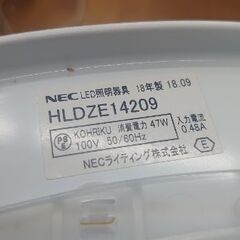 NEC LED照明器具 18年製 18.09
HLDZE14209
PS E KOHRIKU 消費電力 47W 入力電流
100V 50/60Hz 0.48A
NECライティング株式会社 E